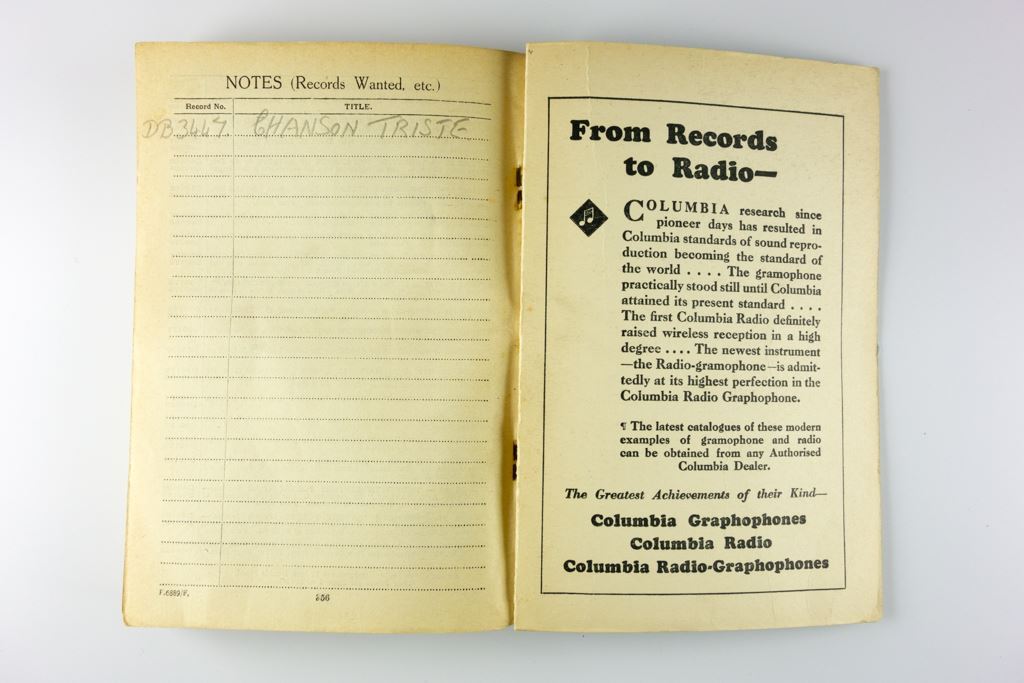 NOTES (Records Wanted, etc.)
Record No. TITLE.
DB3447. CHANSON TRISTE
F.6889/F.
356
From Records
to Radio—
COLUMBIA research since
pioneer days has resulted in
Columbia standards of sound repro-
duction becoming the standard of
the world . . . . The gramophone
practically stood still until Columbia
attained its present standard . . . .
The first Columbia Radio definitely
raised wireless reception in a high
degree . . . . The newest instrument
—the Radio-gramophone—is admit-
tedly at its highest perfection in the
Columbia Radio Graphophone.
¶ The latest catalogues of these modern
examples of gramophone and radio
can be obtained from any Authorised
Columbia Dealer.
The Greatest Achievements of their Kind—
Columbia Graphophones
Columbia Radio
Columbia Radio-Graphophones